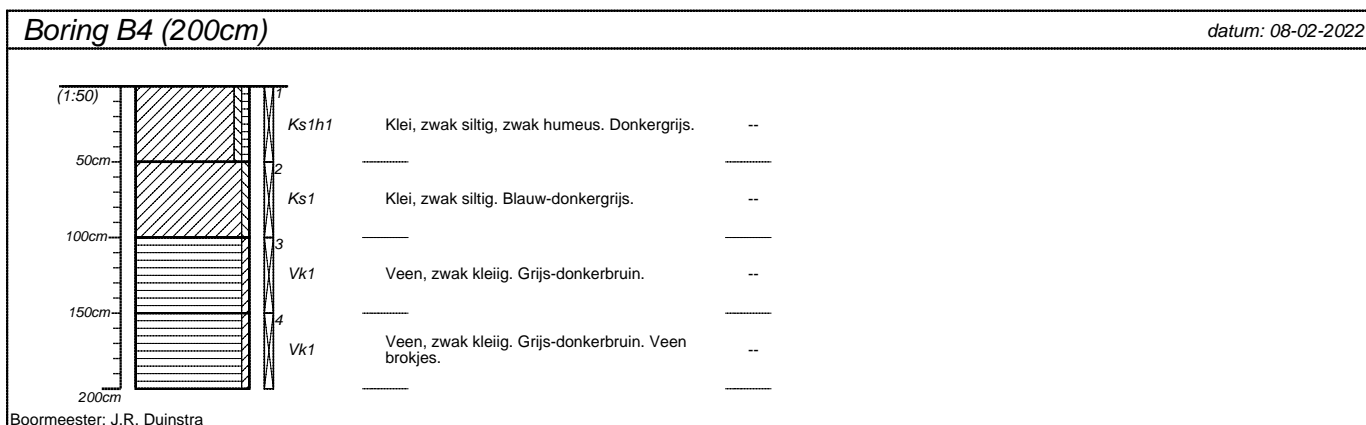 Boring B4 (200cm)
datum: 08-02-2022
(1:50)
1
Ks1h1
Klei, zwak siltig, zwak humeus. Donkergrijs.
--
50cm
2
Ks1
Klei, zwak siltig. Blauw-donkergrijs.
--
100cm
3
Vk1
Veen, zwak kleiig. Grijs-donkerbruin.
--
150cm
4
Vk1
Veen, zwak kleiig. Grijs-donkerbruin. Veen
brokjes.
--
200cm
Boormeester: J.R. Duinstra